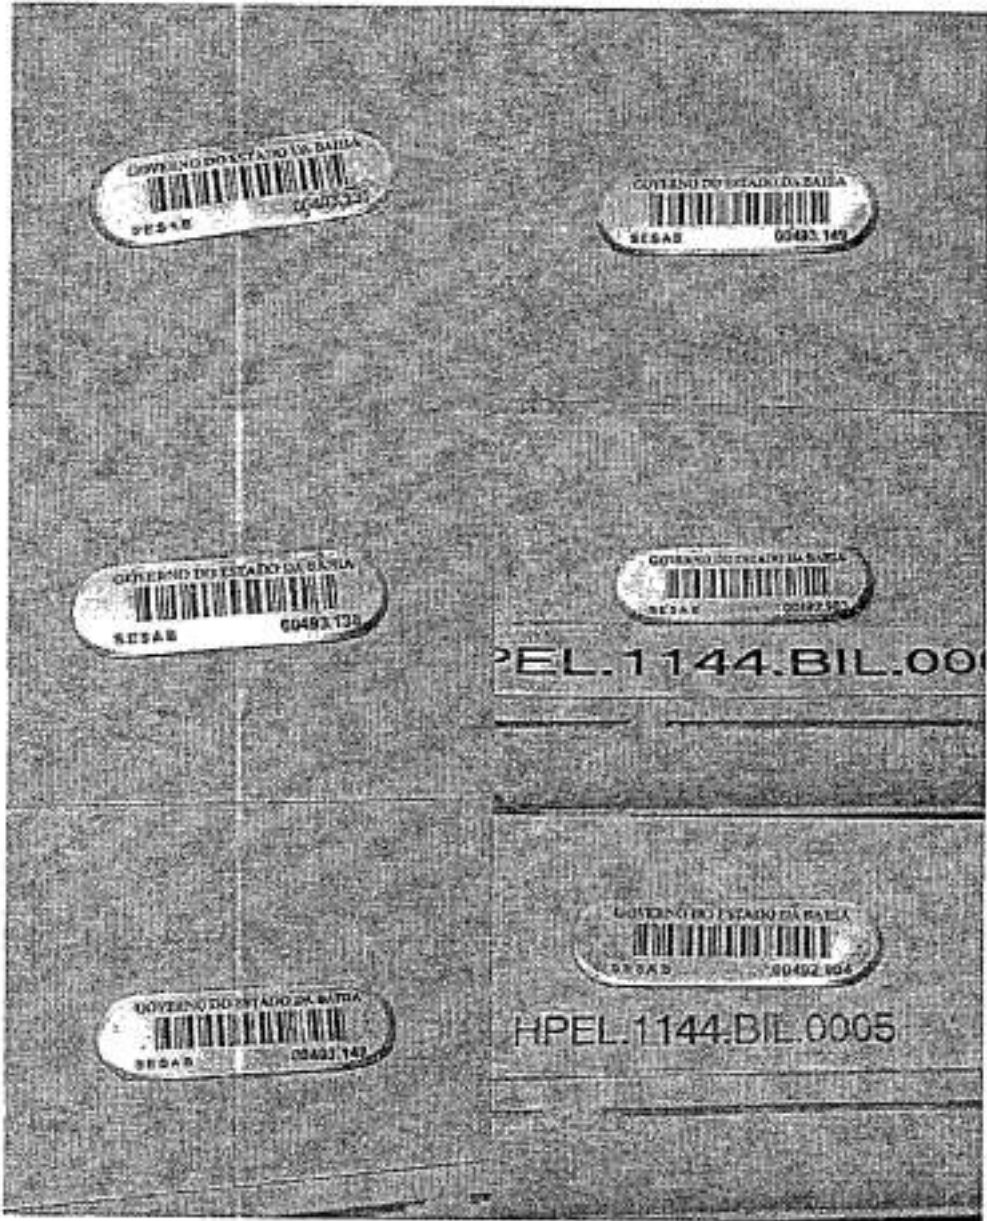 GOVERNO DO ESTADO DA BAHIA
SESAB
GOVERNO DO ESTADO DA BAHIA
SESAB 00493.149
GOVERNO DO ESTADO DA BAHIA
SESAB 00493.138
GOVERNO DO ESTADO DA BAHIA
SESAB
PEL.1144.BIL.00
GOVERNO DO ESTADO DA BAHIA
SESAB 00493.142
GOVERNO DO ESTADO DA BAHIA
SESAB 00492.904
HPEL.1144.BIL.0005